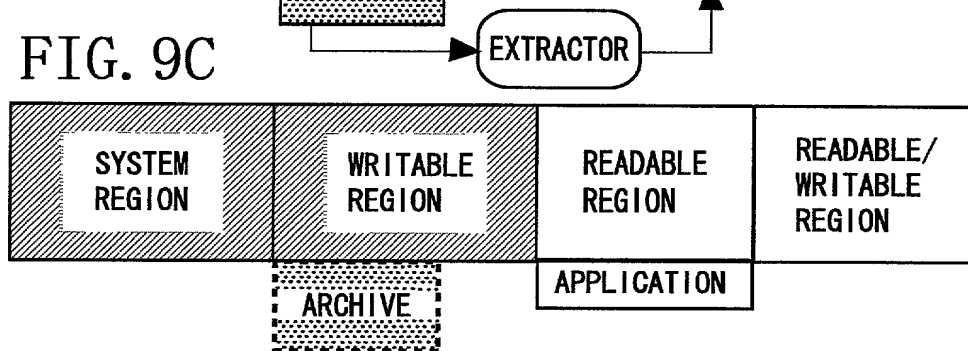 EXTRACTOR
FIG. 9C
SYSTEM
REGION
WRITABLE
REGION
READABLE
REGION
READABLE/
WRITABLE
REGION
ARCHIVE
APPLICATION